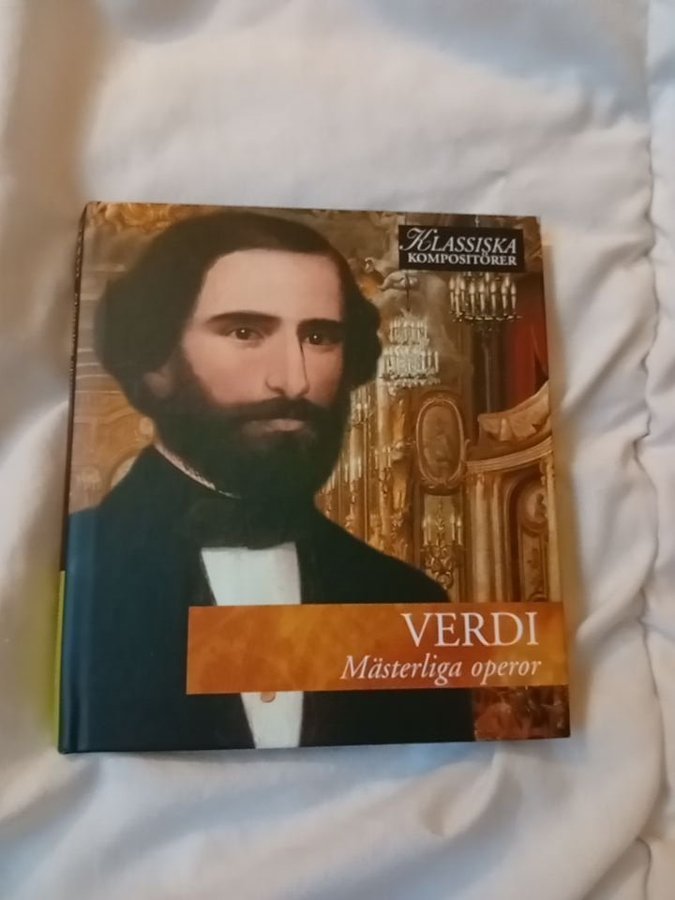 KLASSISKA
KOMPOSITÖRER
VERDI
Mästerliga operor